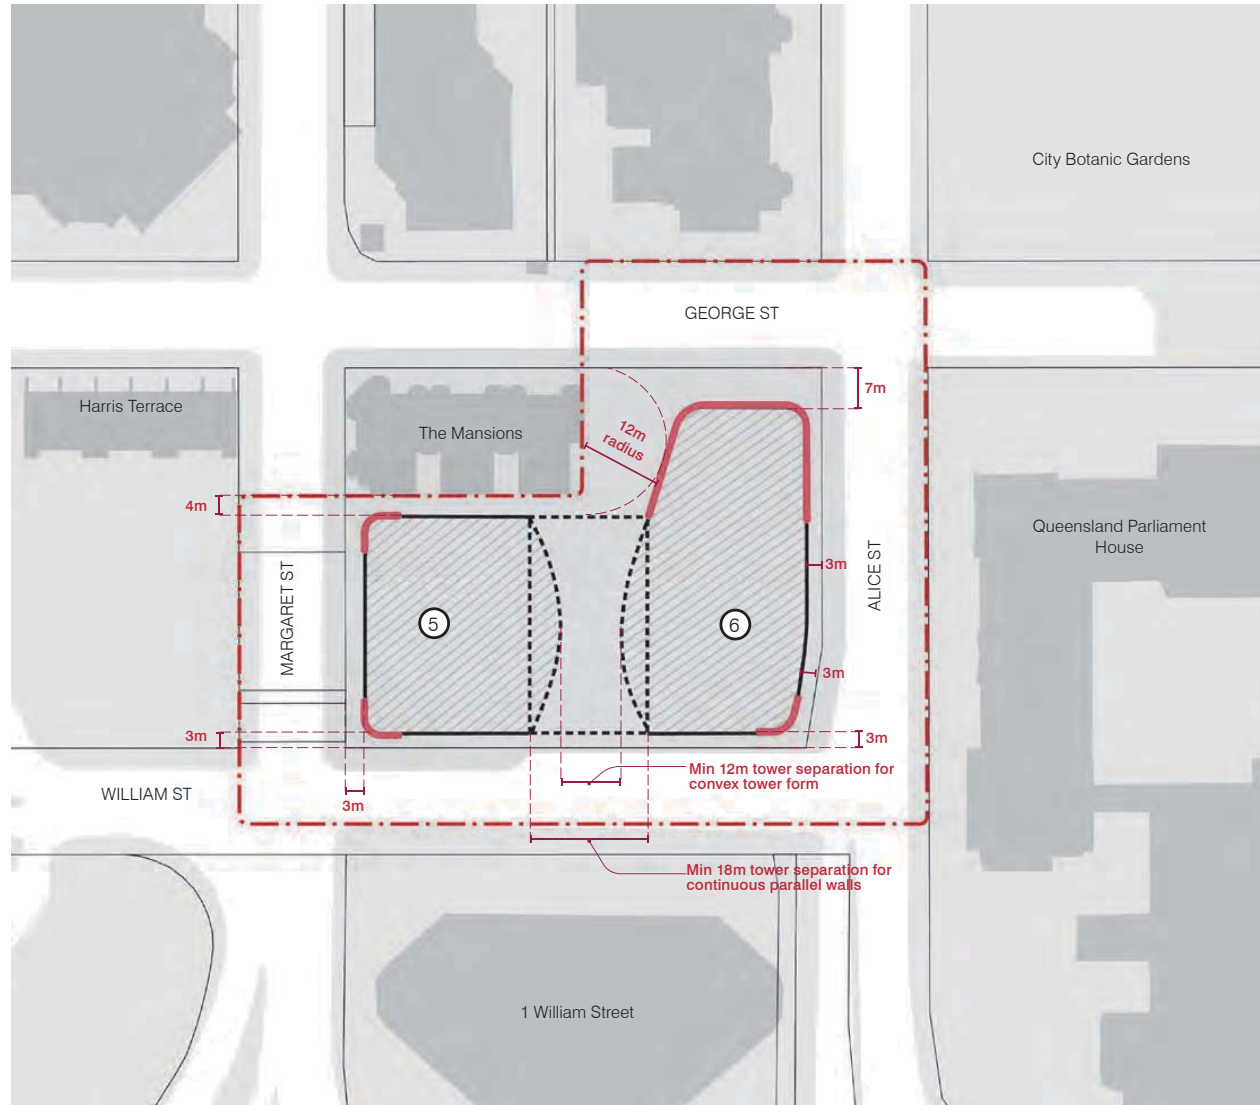 City Botanic Gardens
GEORGE ST
7m
Harris Terrace
The Mansions
12m
radius
4m
Queensland Parliament
House
MARGARET ST
ALICE ST
3m
5
6
3m
3m
3m
WILLIAM ST
3m
Min 12m tower separation for
convex tower form
Min 18m tower separation for
continuous parallel walls
1 William Street